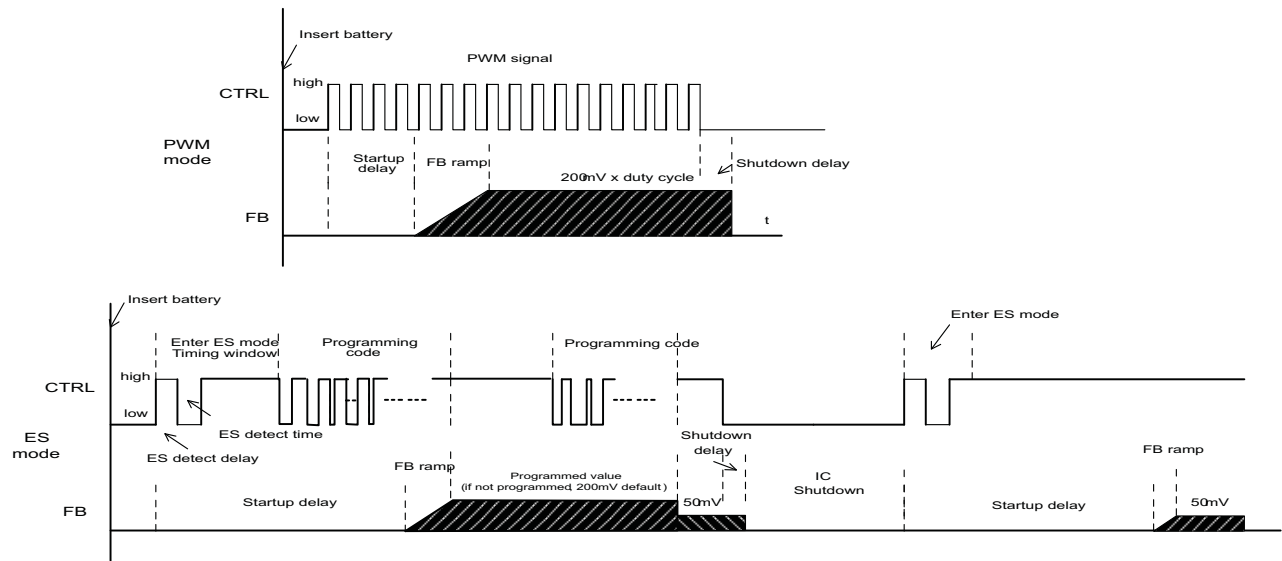 Insert battery
PWM signal
high
CTRL
low
PWM
mode
Startup
delay
FB ramp
Shutdown delay
200mV x duty cycle
FB
t
Insert battery
Enter ES mode
Enter ES mode
Timing window
Programming
code
Programming code
high
CTRL
low
ES
mode
ES detect time
ES detect delay
Shutdown
delay
FB ramp
FB ramp
Programmed value
(if not programmed, 200mV default)
IC
Shutdown
50mV
50mV
Startup delay
Startup delay
FB